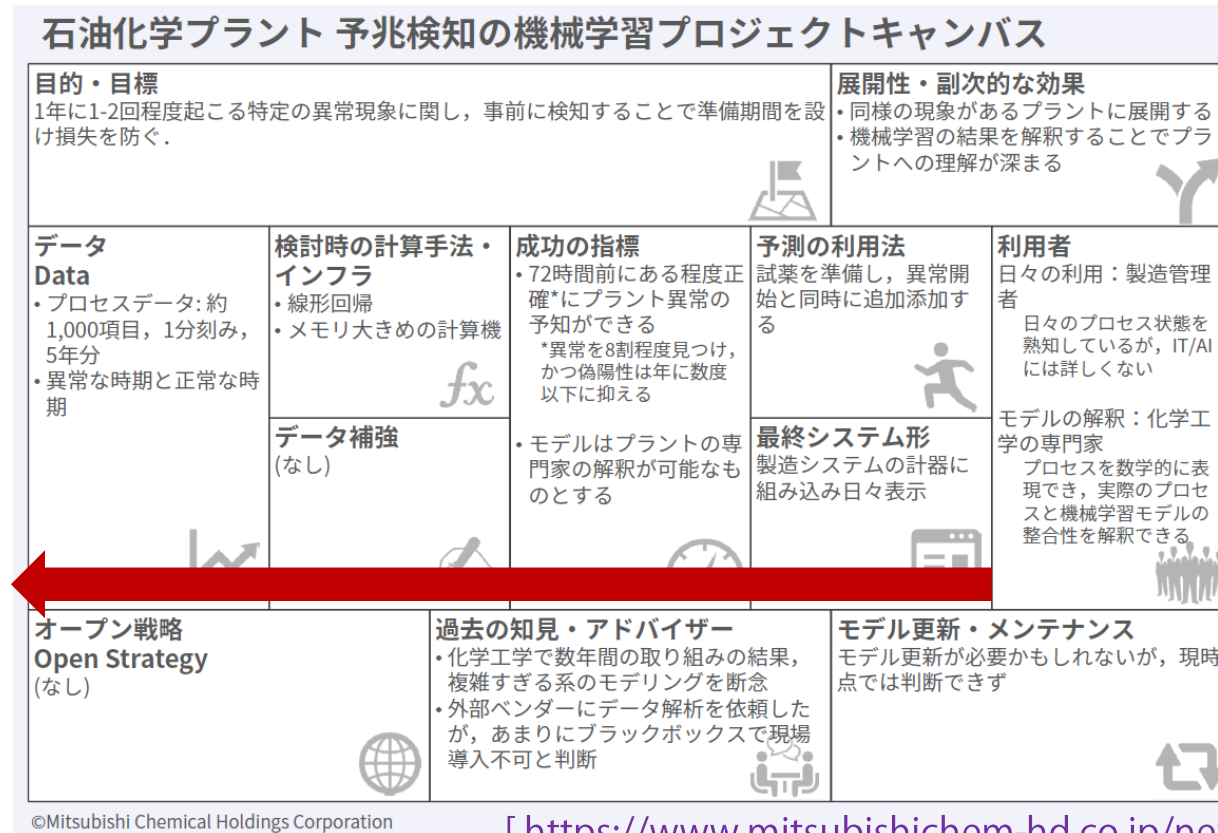 石油化学プラント 予兆検知の機械学習プロジェクトキャンバス
目的・目標
1年に1-2回程度起こる特定の異常現象に関し，事前に検知することで準備期間を設
け損失を防ぐ．
展開性・副次的な効果
• 同様の現象があるプラントに展開する
• 機械学習の結果を解釈することでプラ
ントへの理解が深まる
データ
Data
• プロセスデータ: 約
1,000項目，1分刻み，
5年分
• 異常な時期と正常な時
期
検討時の計算手法・
インフラ
• 線形回帰
• メモリ大きめの計算機
fx
データ補強
(なし)
成功の指標
• 72時間前にある程度正
確*にプラント異常の
予知ができる
*異常を8割程度見つけ，
かつ偽陽性は年に数度
以下に抑える
• モデルはプラントの専
門家の解釈が可能なも
のとする
予測の利用法
試薬を準備し，異常開
始と同時に追加添加す
る
最終システム形
製造システムの計器に
組み込み日々表示
利用者
日々の利用：製造管理
者
日々のプロセス状態を
熟知しているが，IT/AI
には詳しくない
モデルの解釈：化学工
学の専門家
プロセスを数学的に表
現でき，実際のプロセ
スと機械学習モデルの
整合性を解釈できる
オープン戦略
Open Strategy
(なし)
過去の知見・アドバイザー
• 化学工学で数年間の取り組みの結果，
複雑すぎる系のモデリングを断念
• 外部ベンダーにデータ解析を依頼した
が，あまりにブラックボックスで現場
導入不可と判断
モデル更新・メンテナンス
モデル更新が必要かもしれないが，現時
点では判断できず
©Mitsubishi Chemical Holdings Corporation
[ https://www.mitsubishichem-hd.co.jp/ne